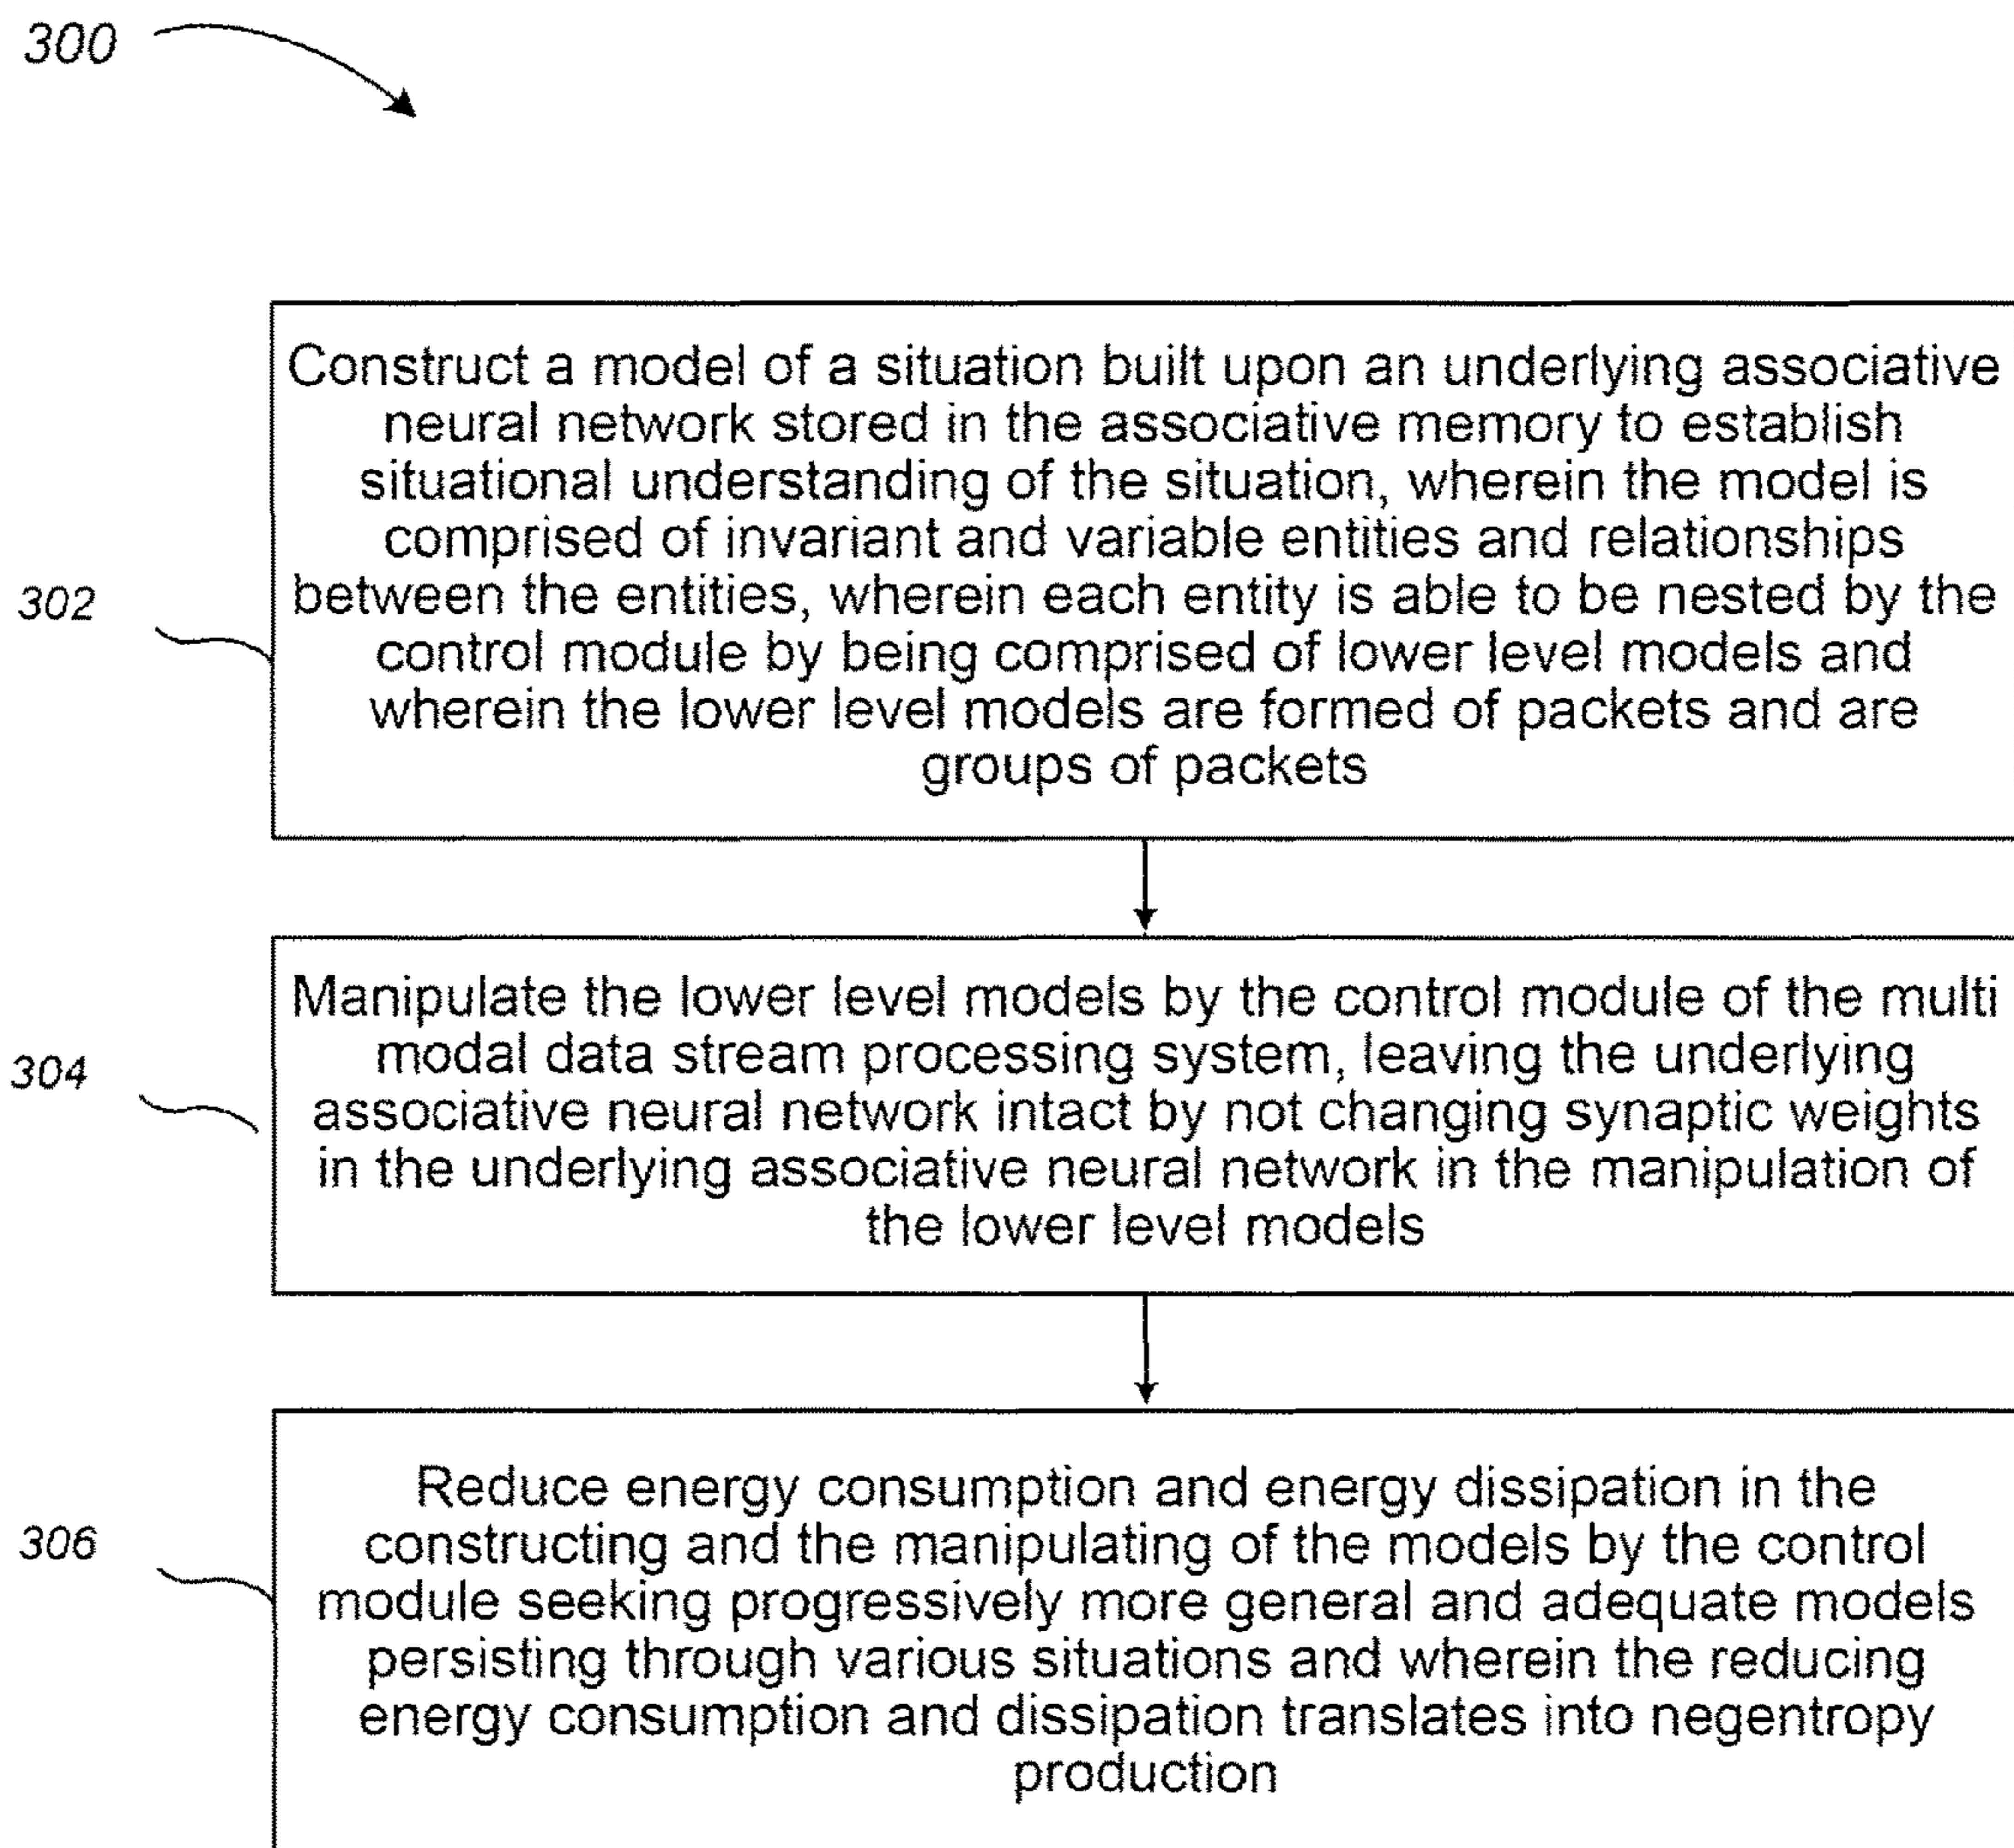 300
Construct a model of a situation built upon an underlying associative
neural network stored in the associative memory to establish
situational understanding of the situation, wherein the model is
comprised of invariant and variable entities and relationships
between the entities, wherein each entity is able to be nested by the
control module by being comprised of lower level models and
wherein the lower level models are formed of packets and are
groups of packets
302
Manipulate the lower level models by the control module of the multi
modal data stream processing system, leaving the underlying
associative neural network intact by not changing synaptic weights
in the underlying associative neural network in the manipulation of
the lower level models
304
Reduce energy consumption and energy dissipation in the
constructing and the manipulating of the models by the control
module seeking progressively more general and adequate models
persisting through various situations and wherein the reducing
energy consumption and dissipation translates into negentropy
production
306